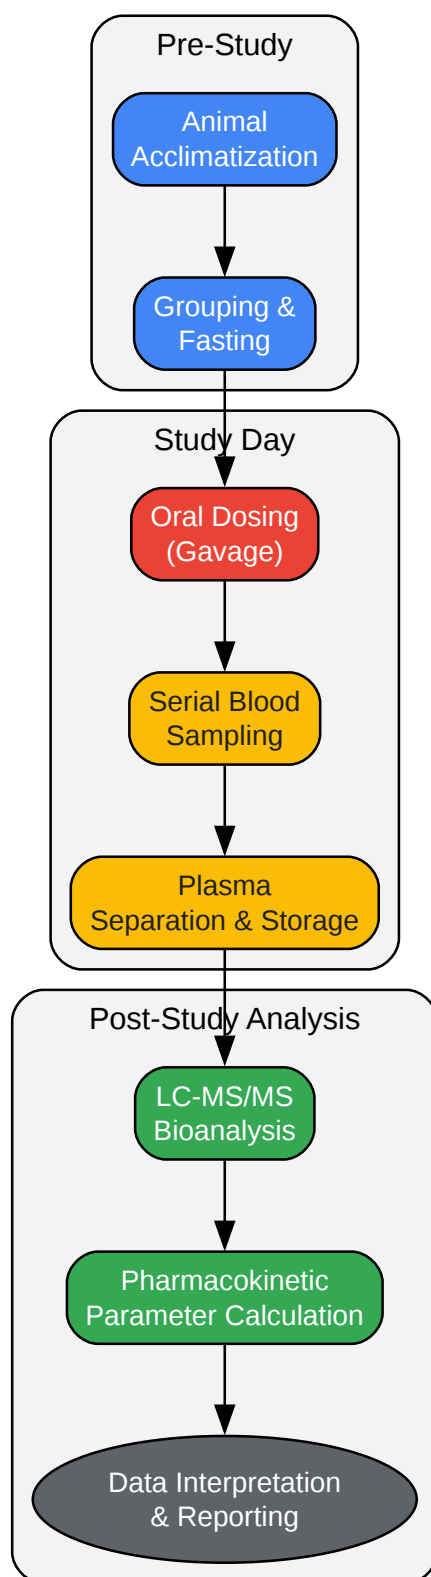 Pre-Study
Animal
Acclimatization
Grouping &
Fasting
Study Day
Oral Dosing
(Gavage)
Serial Blood
Sampling
Plasma
Separation & Storage
Post-Study Analysis
LC-MS/MS
Bioanalysis
Pharmacokinetic
Parameter Calculation
Data Interpretation
& Reporting